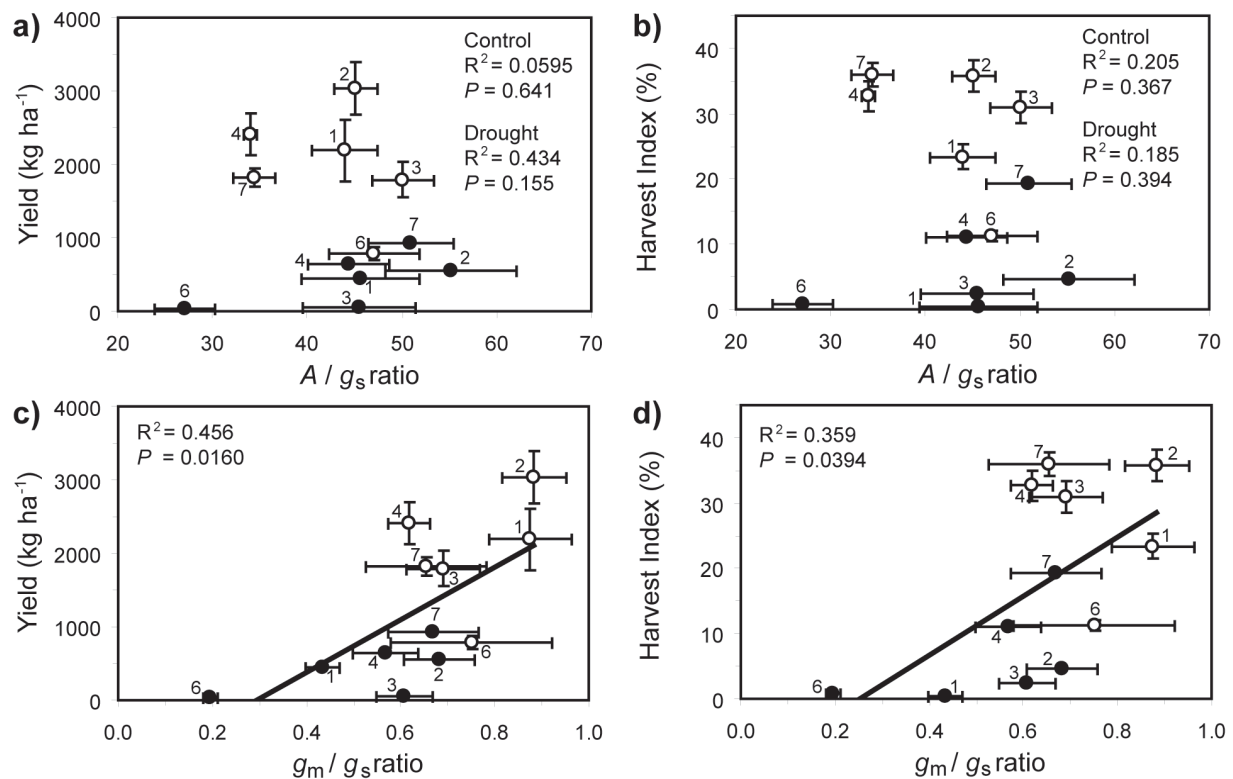 a)
4000
3000
2000
1000
0
Yield (kg ha⁻¹)
Control
R² = 0.0595
P = 0.641
Drought
R² = 0.434
P = 0.155
2
4
1
7
3
6
7
4
2
1
6
3
20 30 40 50 60 70
A / gₛ ratio
b)
40
30
20
10
0
Harvest Index (%)
Control
R² = 0.205
P = 0.367
Drought
R² = 0.185
P = 0.394
7
2
4
3
1
7
4
6
2
3
6
1
20 30 40 50 60 70
A / gₛ ratio
c)
4000
3000
2000
1000
0
Yield (kg ha⁻¹)
R² = 0.456
P = 0.0160
2
4
1
7
3
7
6
4
2
1
6
3
0.0 0.2 0.4 0.6 0.8 1.0
gₘ / gₛ ratio
d)
40
30
20
10
0
Harvest Index (%)
R² = 0.359
P = 0.0394
7
2
4
3
1
7
6
4
2
3
6
1
0.0 0.2 0.4 0.6 0.8 1.0
gₘ / gₛ ratio